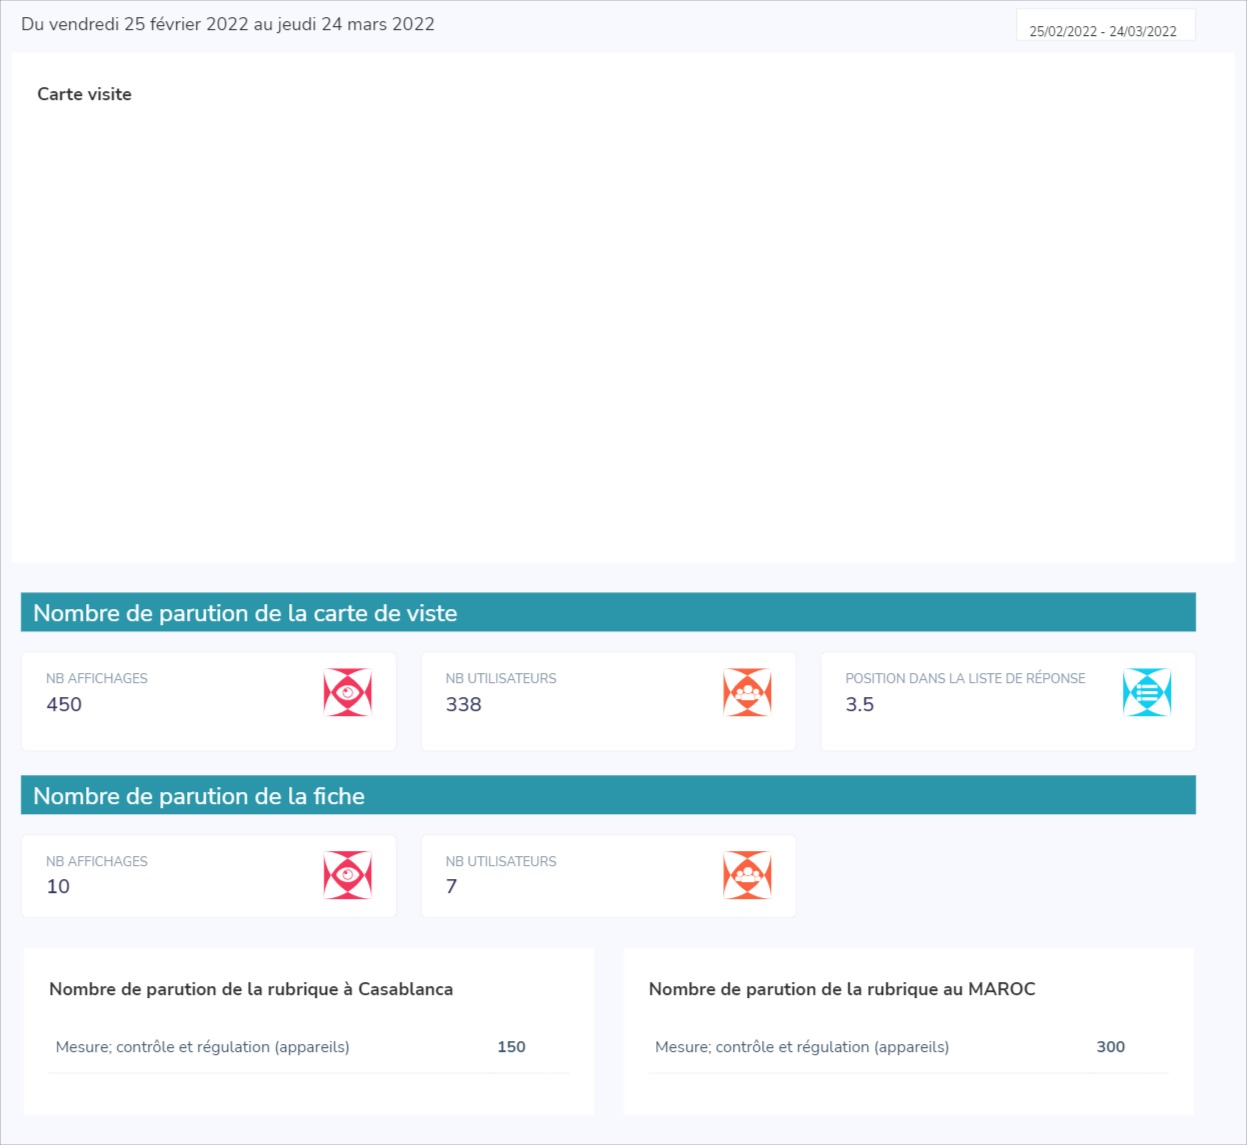 Du vendredi 25 février 2022 au jeudi 24 mars 2022
25/02/2022 - 24/03/2022
Carte visite
Nombre de parution de la carte de viste
NB AFFICHAGES
450
NB UTILISATEURS
338
POSITION DANS LA LISTE DE RÉPONSE
3.5
Nombre de parution de la fiche
NB AFFICHAGES
10
NB UTILISATEURS
7
Nombre de parution de la rubrique à Casablanca
Mesure; contrôle et régulation (appareils) 150
Nombre de parution de la rubrique au MAROC
Mesure; contrôle et régulation (appareils) 300